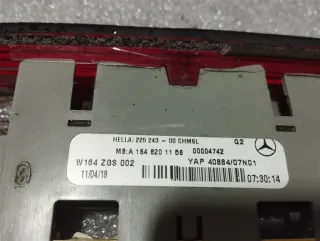 HELLA: 225 243 - 00 CHMSL Q2
MB: A 164 820 11 56 00004742
W164 ZGS 002 YAP 40884/07N01
11/04/18 07:30:14